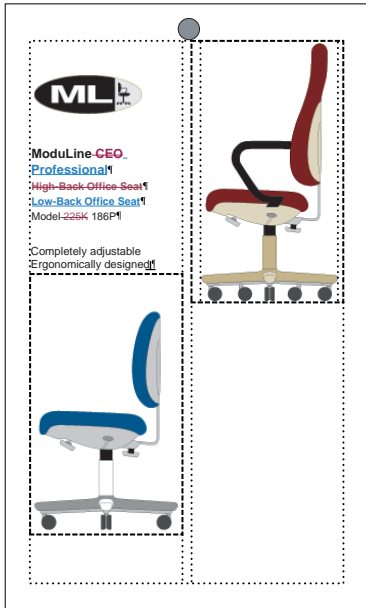 ML
ModuLine CEO
Professional¶
High-Back Office Seat¶
Low-Back Office Seat¶
Model 225K 186P¶
Completely adjustable
Ergonomically designed¶